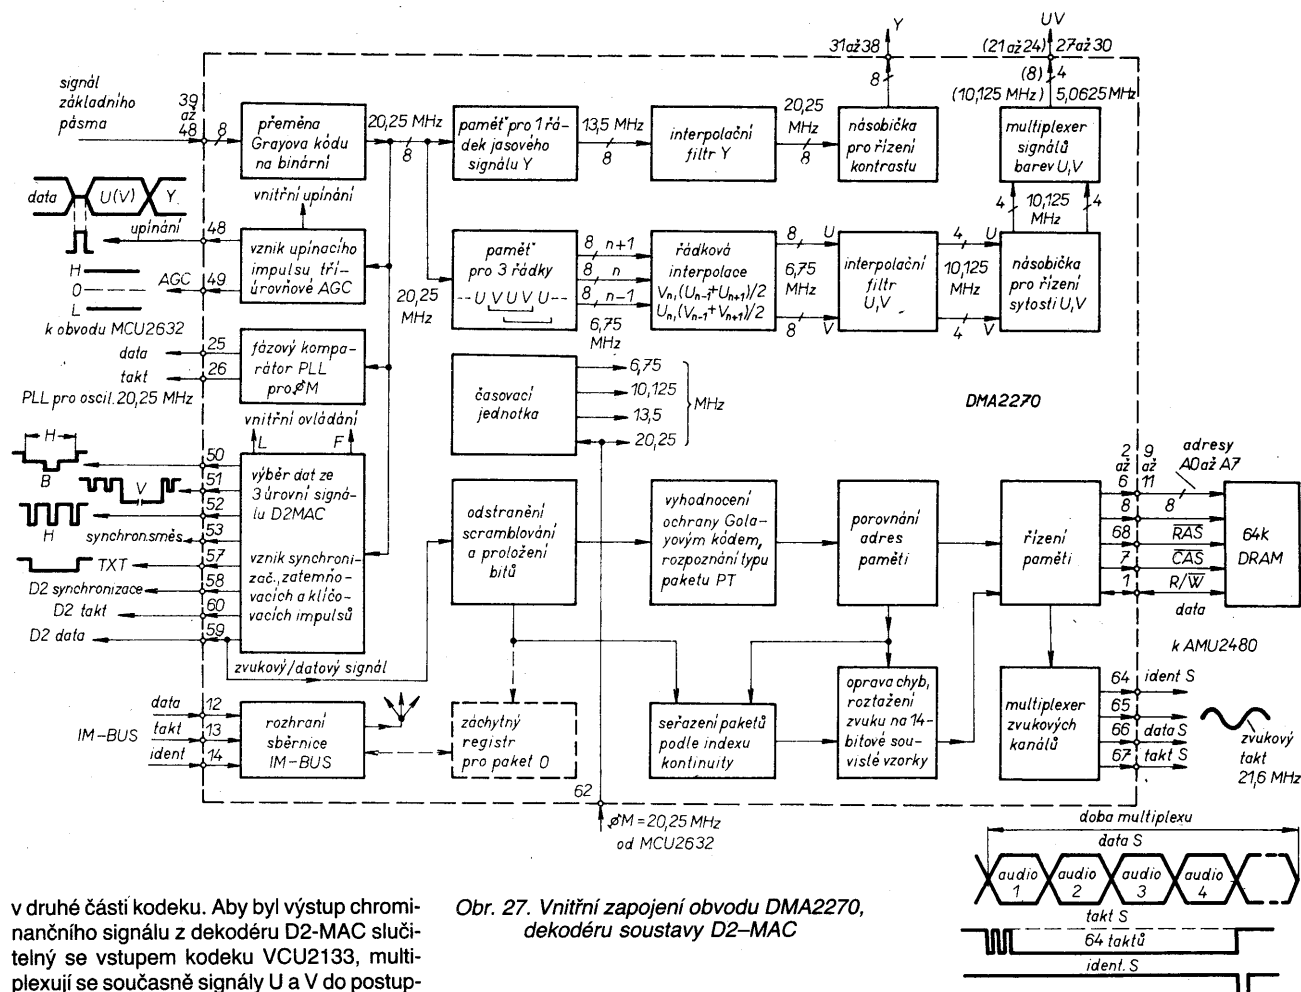 Y
UV
31až38
(21až24) 27až30
8
(8) 4
(10,125 MHz) 5,0625MHz
signál
základního
pásma
39
až
48
8
přeměna
Grayova kódu
na binární
20,25 MHz
8
paměť pro 1 řá-
dek jasového
signálu Y
13,5 MHz
8
interpolační
filtr Y
20,25
MHz
8
násobička
pro řízení
kontrastu
multiplexer
signálů
barev U,V
4
10,125
MHz
4
vnitřní upínání
data
U(V)
Y
upínání
48
H
0
L
AGC
49
k obvodu MCU2632
vznik upínacího
impulsu tří-
úrovňové AGC
20,25
MHz
paměť
pro 3 řádky
--- U V U V U ---
8 n+1
8 n
8 n-1
6,75
MHz
řádková
interpolace
Vn,(Un-1+Un+1)/2
Un,(Vn-1+Vn+1)/2
8 U
6,75
MHz
8 V
interpolační
filtr
U,V
4 U
10,125
MHz
4 V
násobička
pro řízení
sytosti U,V
data
25
takt
26
PLL pro oscil. 20,25 MHz
fázový kompa-
rátor PLL
pro øM
časovací
jednotka
6,75
10,125
13,5
20,25
MHz
DMA2270
vnitřní ovládání
L
F
H
B
50
V
51
H
52
synchron.směs
53
TXT
57
D2 synchronizace
58
D2 takt
60
D2 data
59
výběr dat ze
3 úrovní signá-
lu D2MAC
vznik synchroni-
zač., zatemňo-
vacích a klíčo-
vacích impulsů
zvukový/datový signál
odstranění
scramblování
a proložení
bitů
vyhodnocení
ochrany Gola-
yovým kódem,
rozpoznání typu
paketu PT
porovnání
adres
paměti
řízení
paměti
2
až
6
9
až
11
adresy
A0až A7
8
8
68
RAS
7
CAS
1
R/W
data
64k
DRAM
k AMU2480
IM-BUS
data
12
takt
13
ident
14
rozhraní
sběrnice
IM-BUS
záchytný
registr
pro paket 0
seřazení paketů
podle indexu
kontinuity
oprava chyb,
roztažení
zvuku na 14-
bitové sou-
vislé vzorky
multiplexer
zvukových
kanálů
64
ident S
65
66
data S
67
takt S
zvukový
takt
21,6 MHz
62
øM = 20,25 MHz
od MCU2632
doba multiplexu
data S
audio
1
audio
2
audio
3
audio
4
takt S
64 taktů
ident. S
v druhé části kodeku. Aby byl výstup chromi-
nančního signálu z dekodéru D2-MAC sluči-
telný se vstupem kodeku VCU2133, multi-
plexují se současně signály U a V do postup-
Obr. 27. Vnitřní zapojení obvodu DMA2270,
dekodéru soustavy D2–MAC